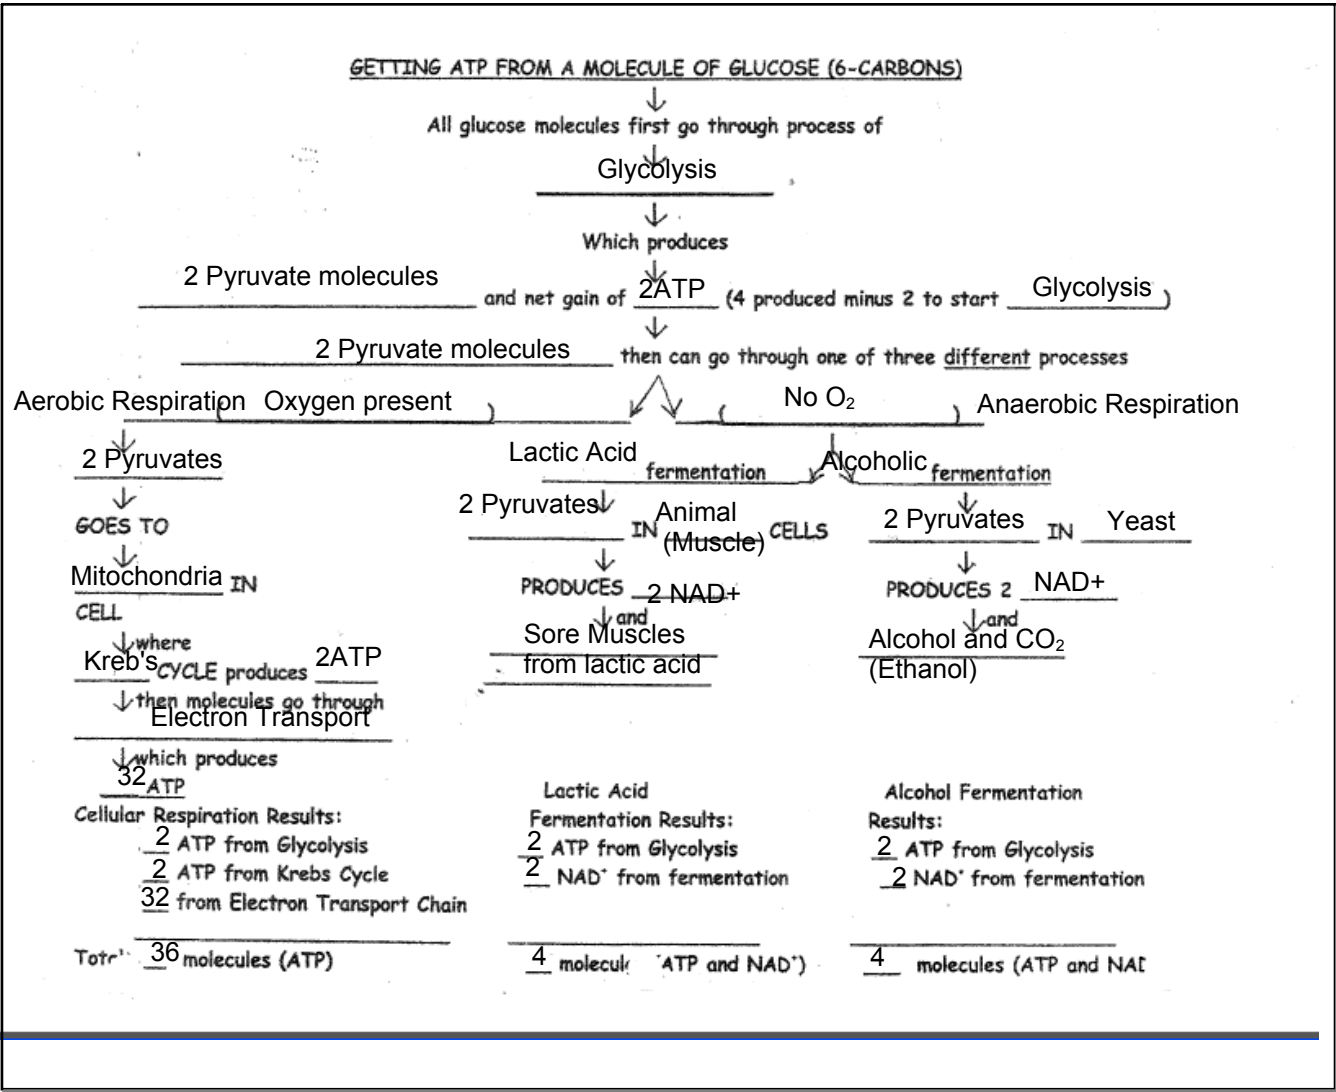 GETTING ATP FROM A MOLECULE OF GLUCOSE (6-CARBONS)
All glucose molecules first go through process of
Glycolysis
Which produces
2 Pyruvate molecules and net gain of 2ATP (4 produced minus 2 to start Glycolysis)
2 Pyruvate molecules then can go through one of three different processes
Aerobic Respiration (Oxygen present) (No O₂) Anaerobic Respiration
2 Pyruvates
GOES TO
Mitochondria IN
CELL
where
Kreb's CYCLE produces 2ATP
then molecules go through
Electron Transport
which produces
32 ATP
Cellular Respiration Results:
2 ATP from Glycolysis
2 ATP from Krebs Cycle
32 from Electron Transport Chain
36 molecules (ATP)
Lactic Acid fermentation
2 Pyruvates IN Animal (Muscle) CELLS
PRODUCES 2 NAD+
and
Sore Muscles
from lactic acid
Lactic Acid
Fermentation Results:
2 ATP from Glycolysis
2 NAD⁺ from fermentation
4 (ATP and NAD⁺)
Alcoholic fermentation
2 Pyruvates IN Yeast
PRODUCES 2 NAD+
and
Alcohol and CO₂
(Ethanol)
Alcohol Fermentation
Results:
2 ATP from Glycolysis
2 NAD⁺ from fermentation
4 molecules (ATP and